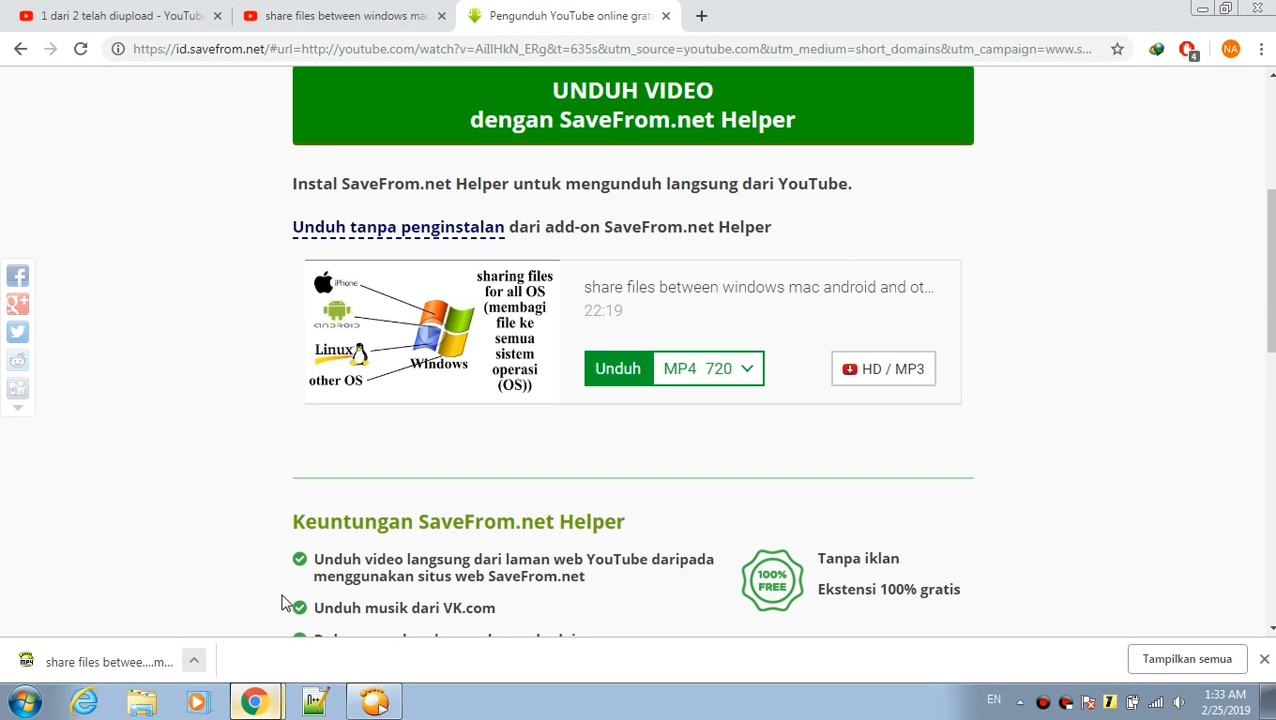 1 dari 2 telah diupload - YouTube
share files between windows mac
Pengunduh YouTube online grat
https://id.savefrom.net/#url=http://youtube.com/watch?v=AiIHkN_ERg&t=635s&utm_source=youtube.com&utm_medium=short_domains&utm_campaign=www.s...
4
NA
UNDUH VIDEO
dengan SaveFrom.net Helper
Instal SaveFrom.net Helper untuk mengunduh langsung dari YouTube.
Unduh tanpa penginstalan dari add-on SaveFrom.net Helper
iPhone
android
Linux
other OS
Windows
sharing files
for all OS
(membagi
file ke
semua
sistem
operasi
(OS))
share files between windows mac android and ot...
22:19
Unduh
MP4 720
HD / MP3
Keuntungan SaveFrom.net Helper
Unduh video langsung dari laman web YouTube daripada
menggunakan situs web SaveFrom.net
Unduh musik dari VK.com
100%
FREE
Tanpa iklan
Ekstensi 100% gratis
share files betwee....m...
Tampilkan semua
EN
1:33 AM
2/25/2019